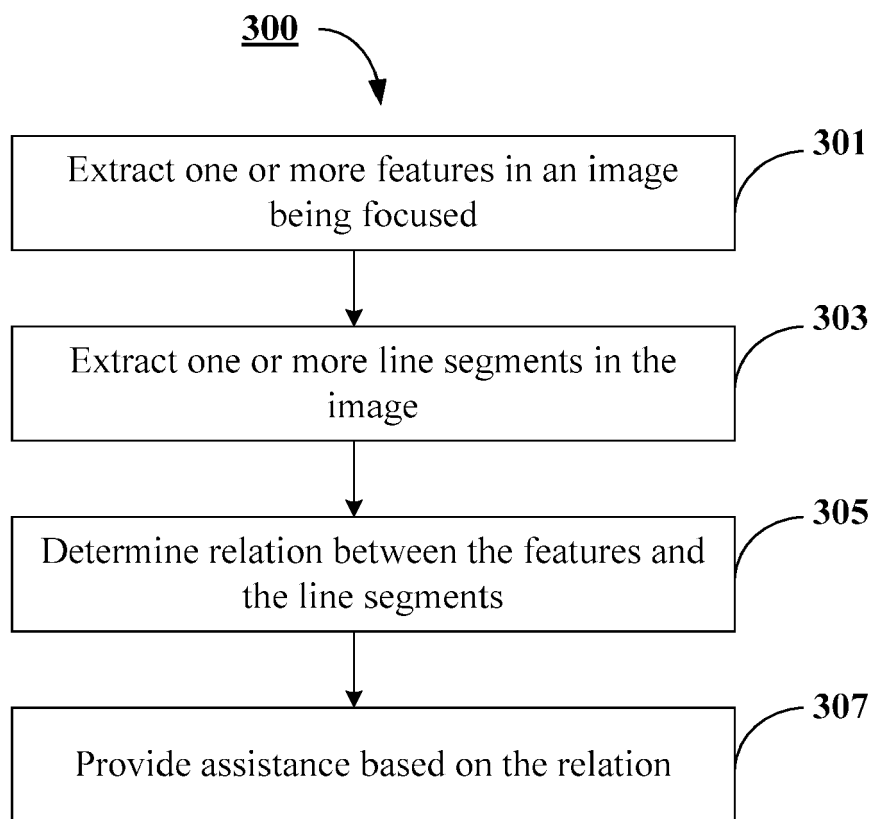 300
301
Extract one or more features in an image
being focused
303
Extract one or more line segments in the
image
305
Determine relation between the features and
the line segments
307
Provide assistance based on the relation